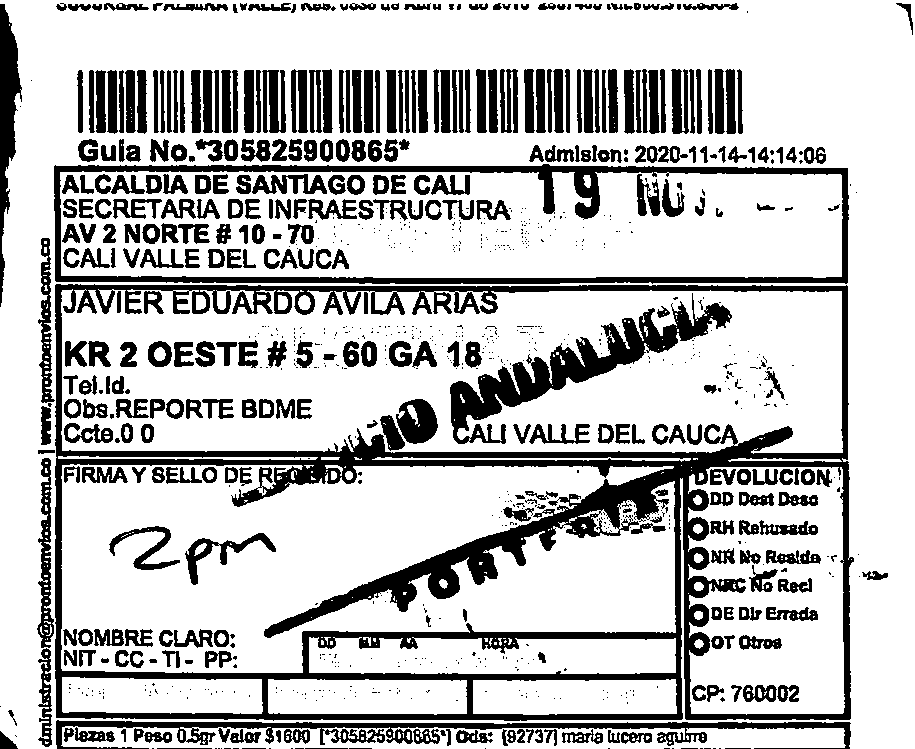 Guia No.*305825900865*
Admision: 2020-11-14-14:14:06
ALCALDIA DE SANTIAGO DE CALI
19 NOV.
SECRETARIA DE INFRAESTRUCTURA
AV 2 NORTE # 10 - 70
CALI VALLE DEL CAUCA
JAVIER EDUARDO AVILA ARIAS
KR 2 OESTE # 5 - 60 GA 18
Tel.Id.
Obs.REPORTE BDME
Ccte.0 0
CALI VALLE DEL CAUCA
ANDALUCIA
FIRMA Y SELLO DE RECIBIDO:
2pm
PORTERIA
NOMBRE CLARO:
NIT - CC - TI - PP:
DD MM AA HORA
DEVOLUCION
DD Dest Desc
RH Rehusado
NR No Reside
NRC No Recl
DE Dir Errada
OT Otros
CP: 760002
Piezas 1 Peso 0.5gr Valor $1600 [*305825900865*] Ods: [92737] maria lucero aguirre
dministracion@prontoenvios.com.co | www.prontoenvios.com.co